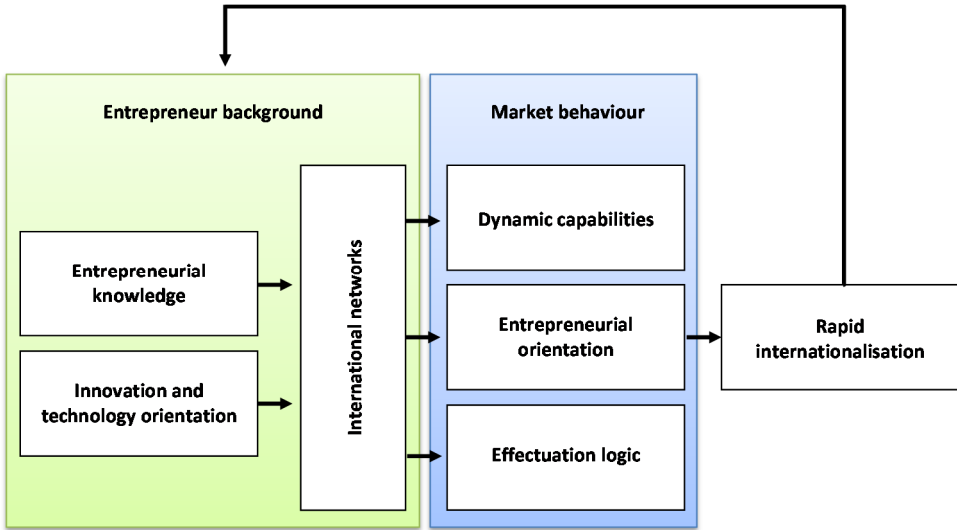 Entrepreneur background
Market behaviour
Entrepreneurial
knowledge
Innovation and
technology orientation
International networks
Dynamic capabilities
Entrepreneurial
orientation
Effectuation logic
Rapid
internationalisation